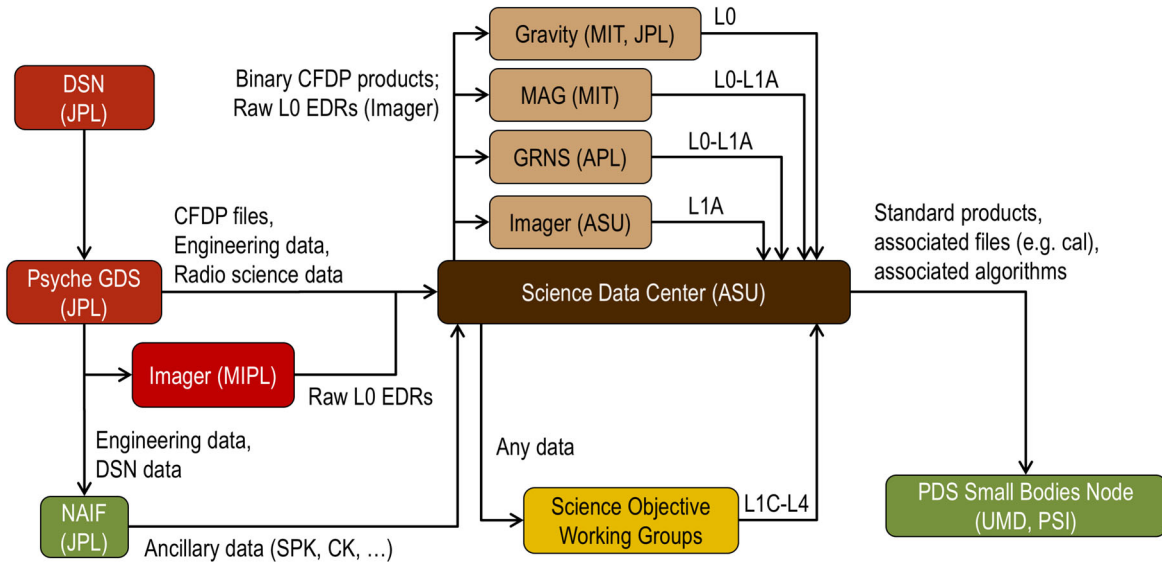 Gravity (MIT, JPL)
L0
DSN
(JPL)
Binary CFDP products;
Raw L0 EDRs (Imager)
MAG (MIT)
L0-L1A
GRNS (APL)
L0-L1A
CFDP files,
Engineering data,
Radio science data
Imager (ASU)
L1A
Standard products,
associated files (e.g. cal),
associated algorithms
Psyche GDS
(JPL)
Science Data Center (ASU)
Imager (MIPL)
Raw L0 EDRs
Engineering data,
DSN data
Any data
NAIF
(JPL)
Ancillary data (SPK, CK, …)
Science Objective
Working Groups
L1C-L4
PDS Small Bodies Node
(UMD, PSI)